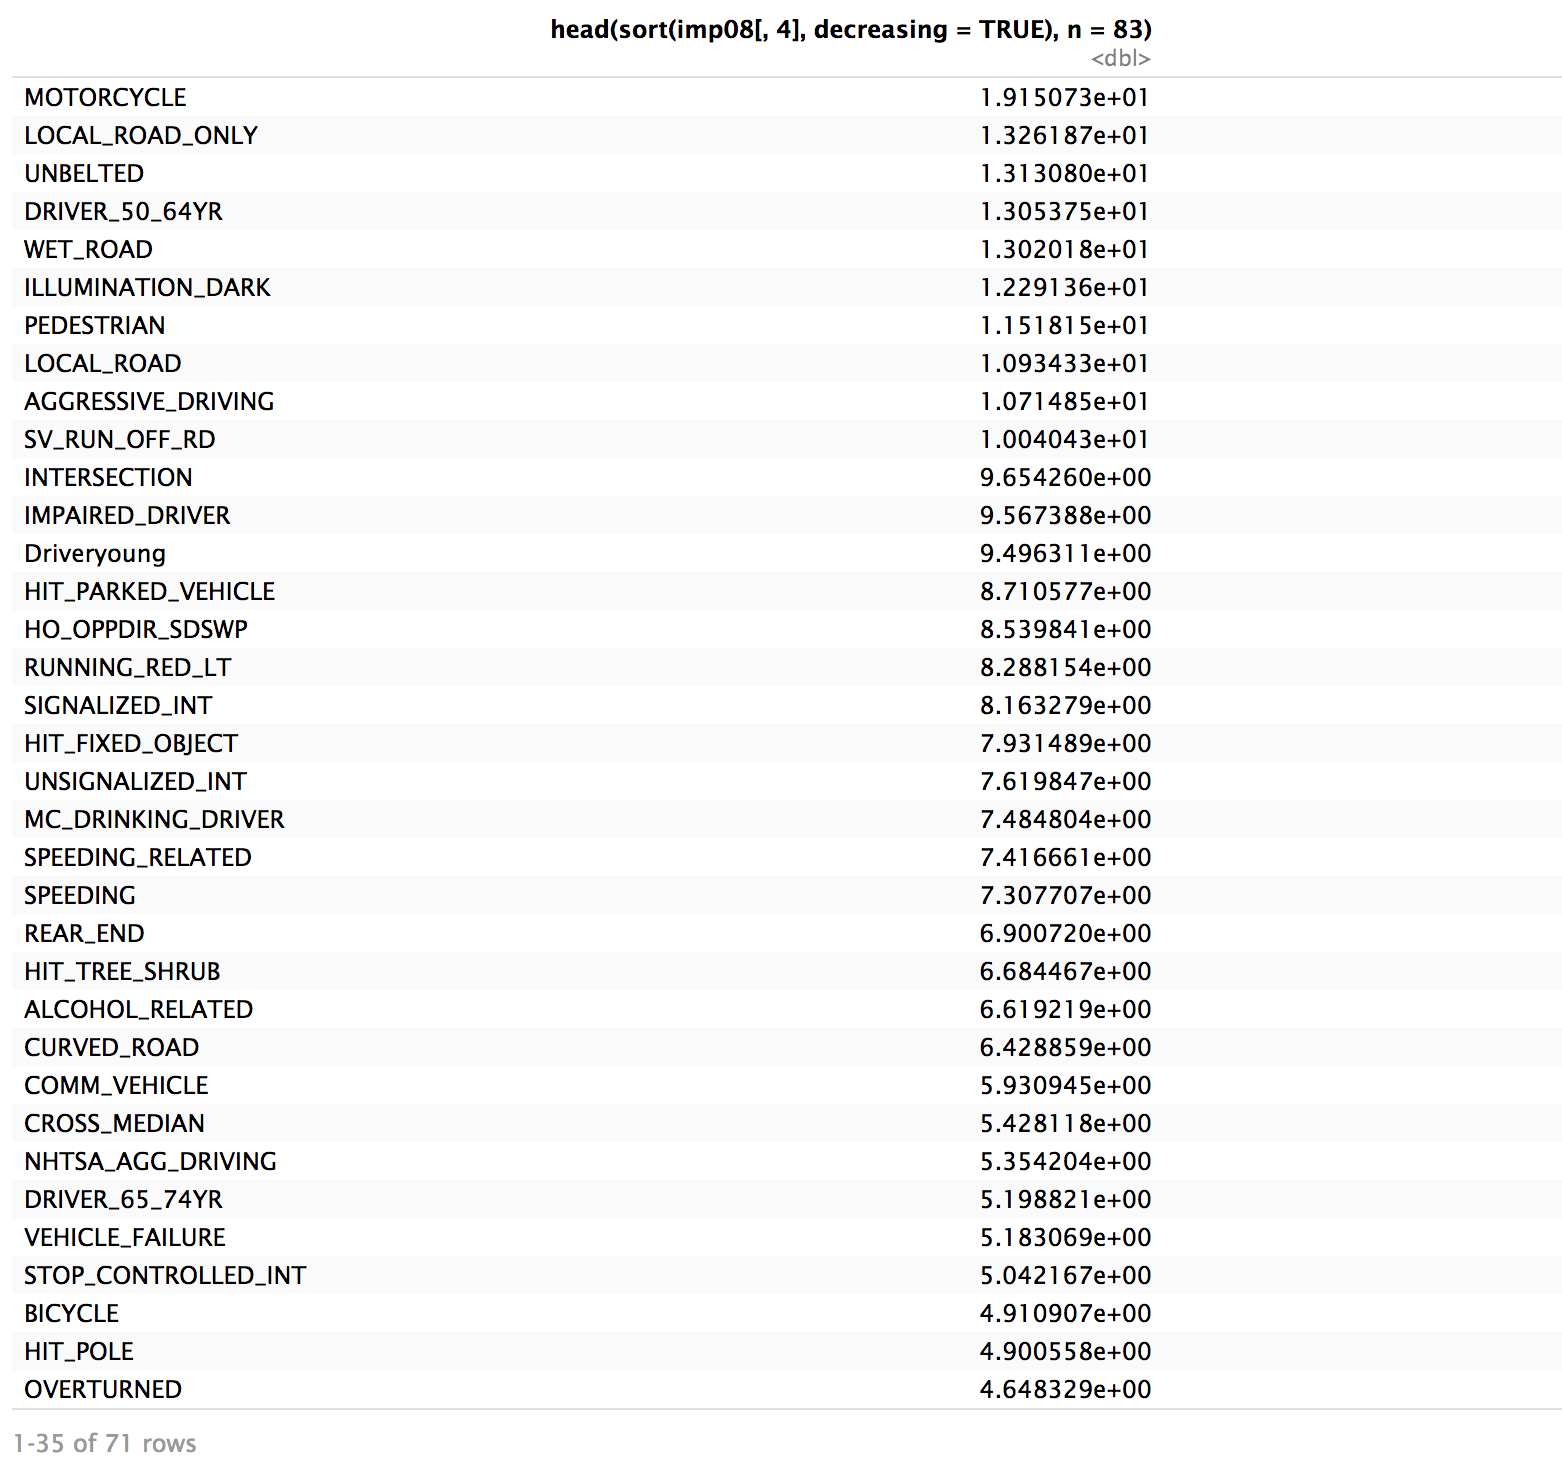 head(sort(imp08[, 4], decreasing = TRUE), n = 83)
<dbl>
MOTORCYCLE 1.915073e+01
LOCAL_ROAD_ONLY 1.326187e+01
UNBELTED 1.313080e+01
DRIVER_50_64YR 1.305375e+01
WET_ROAD 1.302018e+01
ILLUMINATION_DARK 1.229136e+01
PEDESTRIAN 1.151815e+01
LOCAL_ROAD 1.093433e+01
AGGRESSIVE_DRIVING 1.071485e+01
SV_RUN_OFF_RD 1.004043e+01
INTERSECTION 9.654260e+00
IMPAIRED_DRIVER 9.567388e+00
Driveryoung 9.496311e+00
HIT_PARKED_VEHICLE 8.710577e+00
HO_OPPDIR_SDSWP 8.539841e+00
RUNNING_RED_LT 8.288154e+00
SIGNALIZED_INT 8.163279e+00
HIT_FIXED_OBJECT 7.931489e+00
UNSIGNALIZED_INT 7.619847e+00
MC_DRINKING_DRIVER 7.484804e+00
SPEEDING_RELATED 7.416661e+00
SPEEDING 7.307707e+00
REAR_END 6.900720e+00
HIT_TREE_SHRUB 6.684467e+00
ALCOHOL_RELATED 6.619219e+00
CURVED_ROAD 6.428859e+00
COMM_VEHICLE 5.930945e+00
CROSS_MEDIAN 5.428118e+00
NHTSA_AGG_DRIVING 5.354204e+00
DRIVER_65_74YR 5.198821e+00
VEHICLE_FAILURE 5.183069e+00
STOP_CONTROLLED_INT 5.042167e+00
BICYCLE 4.910907e+00
HIT_POLE 4.900558e+00
OVERTURNED 4.648329e+00
1-35 of 71 rows